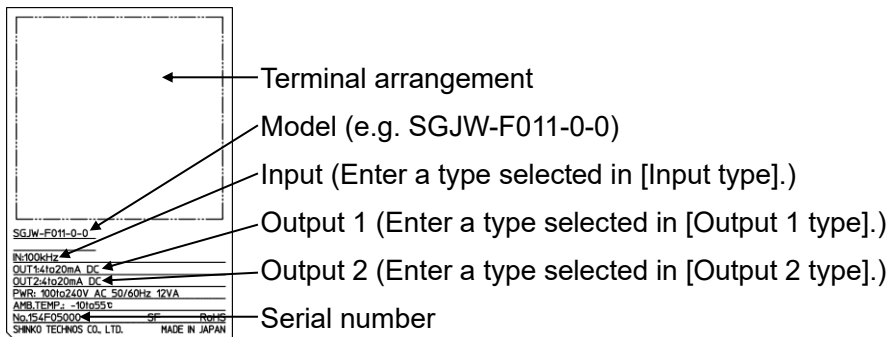 Terminal arrangement
Model (e.g. SGJW-F011-0-0)
Input (Enter a type selected in [Input type].)
Output 1 (Enter a type selected in [Output 1 type].)
Output 2 (Enter a type selected in [Output 2 type].)
Serial number
SGJW-F011-0-0
IN:100kHz
OUT1:4to20mA DC
OUT2:4to20mA DC
PWR: 100to240V AC 50/60Hz 12VA
AMB.TEMP.: -10to55℃
No.154F05000 SF RoHS
SHINKO TECHNOS CO., LTD. MADE IN JAPAN